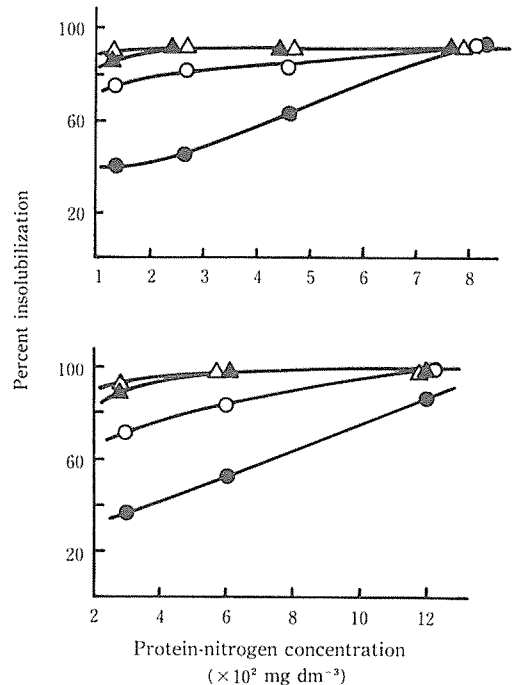 100
60
20
1 2 3 4 5 6 7 8
Percent insolubilization
100
60
20
2 4 6 8 10 12
Protein-nitrogen concentration
(×10² mg dm⁻³)